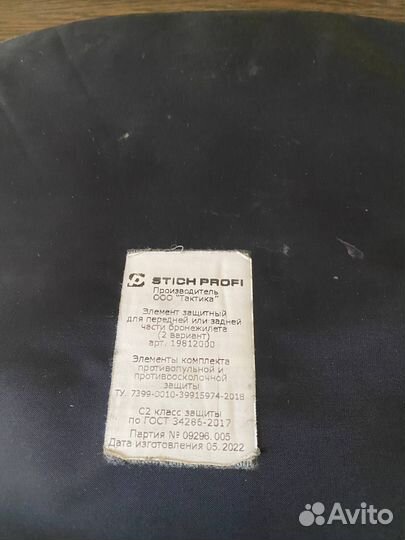 STICH PROFI
Производитель
ООО "Тактика"
Элемент защитный
для передней или задней
части бронежилета
(2 вариант)
арт. 19812000
Элементы комплекта
противопульной и
противоосколочной
защиты
ТУ. 7399-0010-39915974-2018
С2 класс защиты
по ГОСТ 34286-2017
Партия № 09296.005
Дата изготовления 05.2022
Avito